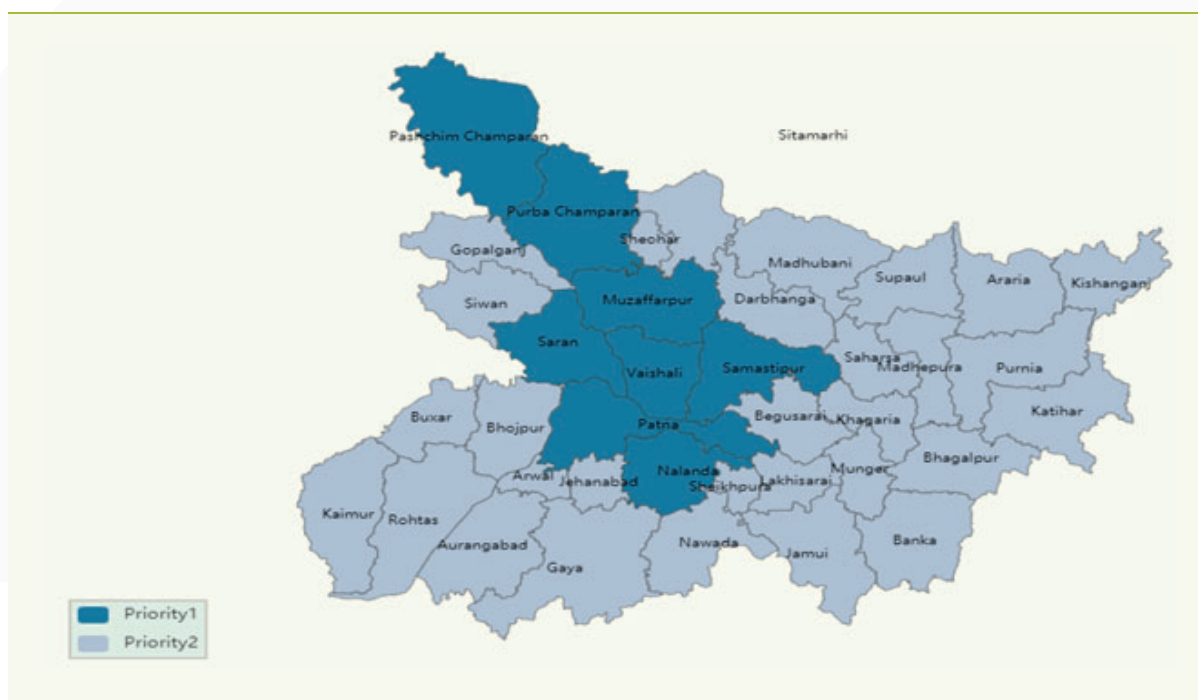 Pashchim Champaran
Sitamarhi
Purba Champaran
Sheohar
Gopalganj
Madhubani
Supaul
Araria
Kishanganj
Siwan
Muzaffarpur
Darbhanga
Saran
Vaishali
Samastipur
Saharsa
Madhepura
Purnia
Buxar
Bhojpur
Patna
Begusarai
Khagaria
Katihar
Arwal
Jehanabad
Nalanda
Sheikhpura
Lakhisarai
Munger
Bhagalpur
Kaimur
Rohtas
Aurangabad
Gaya
Nawada
Jamui
Banka
Priority1
Priority2